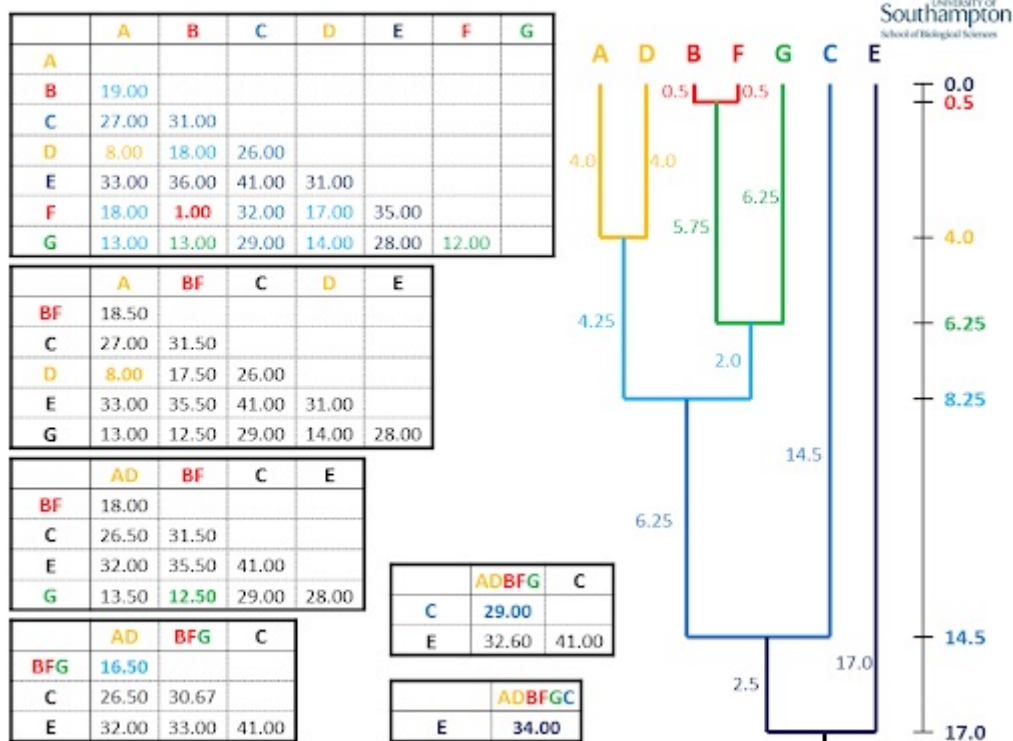 UNIVERSITY OF
Southampton
School of Biological Sciences
A B C D E F G
A
B 19.00
C 27.00 31.00
D 8.00 18.00 26.00
E 33.00 36.00 41.00 31.00
F 18.00 1.00 32.00 17.00 35.00
G 13.00 13.00 29.00 14.00 28.00 12.00
A BF C D E
BF 18.50
C 27.00 31.50
D 8.00 17.50 26.00
E 33.00 35.50 41.00 31.00
G 13.00 12.50 29.00 14.00 28.00
AD BF C E
BF 18.00
C 26.50 31.50
E 32.00 35.50 41.00
G 13.50 12.50 29.00 28.00
AD BFG C
BFG 16.50
C 26.50 30.67
E 32.00 33.00 41.00
ADBFG C
C 29.00
E 32.60 41.00
ADBFGC
E 34.00
A D B F G C E
0.5 0.5
4.0 4.0
6.25
5.75
4.25
2.0
14.5
6.25
17.0
2.5
0.0
0.5
4.0
6.25
8.25
14.5
17.0